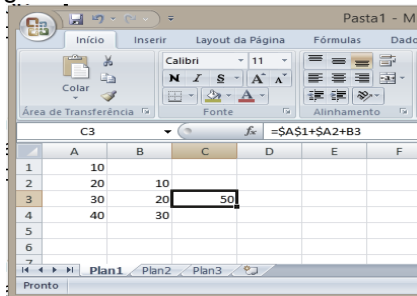 Pasta1 - M
Início Inserir Layout da Página Fórmulas Dado
Colar
Calibri 11 A A
N I S A
Área de Transferência Fonte Alinhamento
C3 fx =$A$1+$A2+B3
A B C D E F
1 10
2 20 10
3 30 20 50
4 40 30
5
6
7
Plan1 Plan2 Plan3
Pronto